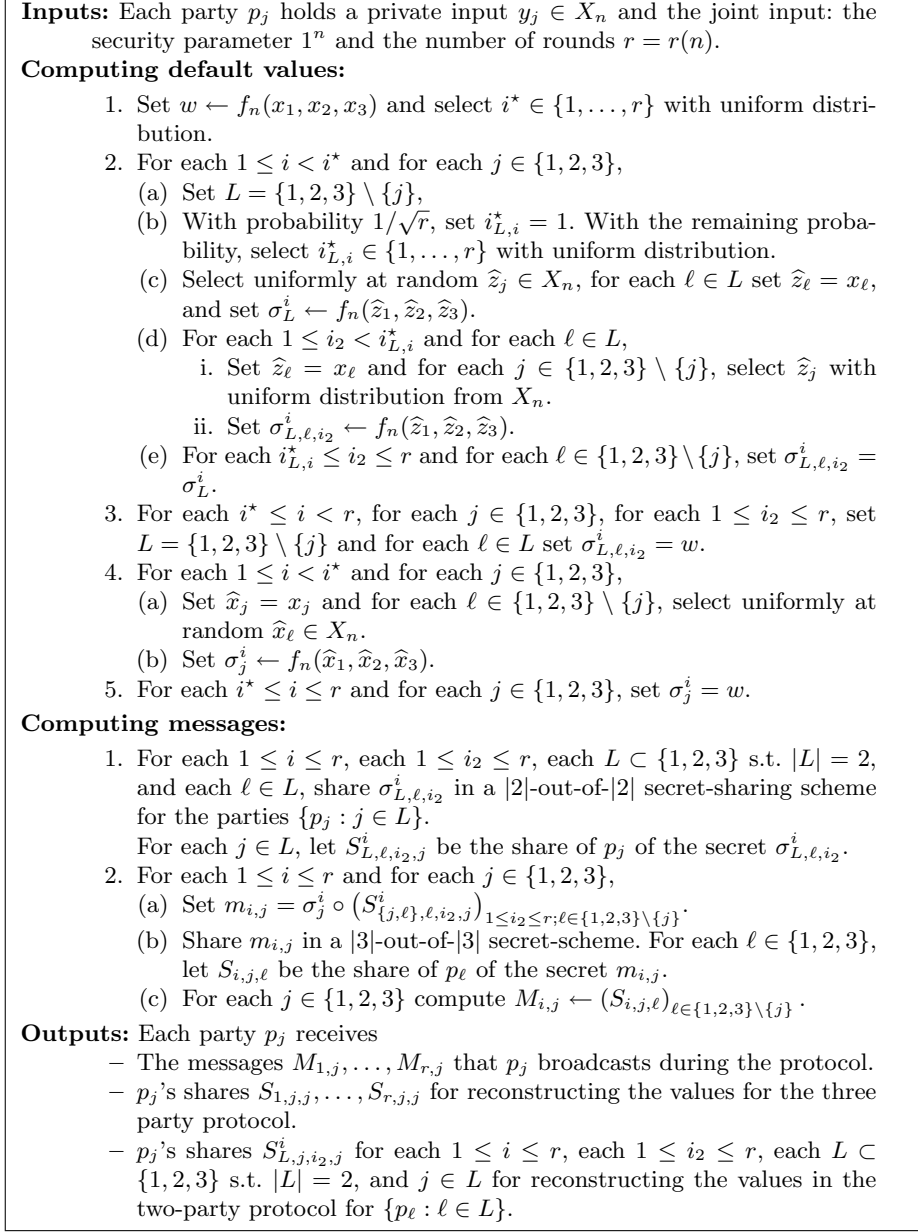 Inputs: Each party p_j holds a private input y_j ∈ X_n and the joint input: the
security parameter 1^n and the number of rounds r = r(n).
Computing default values:
1. Set w ← f_n(x_1, x_2, x_3) and select i^⋆ ∈ {1, . . . , r} with uniform distri-
bution.
2. For each 1 ≤ i < i^⋆ and for each j ∈ {1, 2, 3},
(a) Set L = {1, 2, 3} \ {j},
(b) With probability 1/√r, set i^⋆_{L,i} = 1. With the remaining proba-
bility, select i^⋆_{L,i} ∈ {1, . . . , r} with uniform distribution.
(c) Select uniformly at random ẑ_j ∈ X_n, for each ℓ ∈ L set ẑ_ℓ = x_ℓ,
and set σ^i_L ← f_n(ẑ_1, ẑ_2, ẑ_3).
(d) For each 1 ≤ i_2 < i^⋆_{L,i} and for each ℓ ∈ L,
i. Set ẑ_ℓ = x_ℓ and for each j ∈ {1, 2, 3} \ {j}, select ẑ_j with
uniform distribution from X_n.
ii. Set σ^i_{L,ℓ,i_2} ← f_n(ẑ_1, ẑ_2, ẑ_3).
(e) For each i^⋆_{L,i} ≤ i_2 ≤ r and for each ℓ ∈ {1, 2, 3}\{j}, set σ^i_{L,ℓ,i_2} =
σ^i_L.
3. For each i^⋆ ≤ i < r, for each j ∈ {1, 2, 3}, for each 1 ≤ i_2 ≤ r, set
L = {1, 2, 3} \ {j} and for each ℓ ∈ L set σ^i_{L,ℓ,i_2} = w.
4. For each 1 ≤ i < i^⋆ and for each j ∈ {1, 2, 3},
(a) Set x̂_j = x_j and for each ℓ ∈ {1, 2, 3} \ {j}, select uniformly at
random x̂_ℓ ∈ X_n.
(b) Set σ^i_j ← f_n(x̂_1, x̂_2, x̂_3).
5. For each i^⋆ ≤ i ≤ r and for each j ∈ {1, 2, 3}, set σ^i_j = w.
Computing messages:
1. For each 1 ≤ i ≤ r, each 1 ≤ i_2 ≤ r, each L ⊂ {1, 2, 3} s.t. |L| = 2,
and each ℓ ∈ L, share σ^i_{L,ℓ,i_2} in a |2|-out-of-|2| secret-sharing scheme
for the parties {p_j : j ∈ L}.
For each j ∈ L, let S^i_{L,ℓ,i_2,j} be the share of p_j of the secret σ^i_{L,ℓ,i_2}.
2. For each 1 ≤ i ≤ r and for each j ∈ {1, 2, 3},
(a) Set m_{i,j} = σ^i_j ∘ (S^i_{{j,ℓ},ℓ,i_2,j})_{1≤i_2≤r;ℓ∈{1,2,3}\{j}}.
(b) Share m_{i,j} in a |3|-out-of-|3| secret-scheme. For each ℓ ∈ {1, 2, 3},
let S_{i,j,ℓ} be the share of p_ℓ of the secret m_{i,j}.
(c) For each j ∈ {1, 2, 3} compute M_{i,j} ← (S_{i,j,ℓ})_{ℓ∈{1,2,3}\{j}} .
Outputs: Each party p_j receives
– The messages M_{1,j}, . . . , M_{r,j} that p_j broadcasts during the protocol.
– p_j's shares S_{1,j,j}, . . . , S_{r,j,j} for reconstructing the values for the three
party protocol.
– p_j's shares S^i_{L,j,i_2,j} for each 1 ≤ i ≤ r, each 1 ≤ i_2 ≤ r, each L ⊂
{1, 2, 3} s.t. |L| = 2, and j ∈ L for reconstructing the values in the
two-party protocol for {p_ℓ : ℓ ∈ L}.